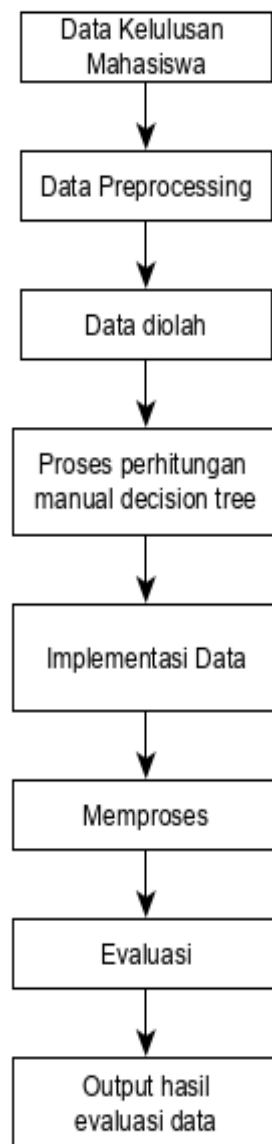 Data Kelulusan
Mahasiswa
Data Preprocessing
Data diolah
Proses perhitungan
manual decision tree
Implementasi Data
Memproses
Evaluasi
Output hasil
evaluasi data